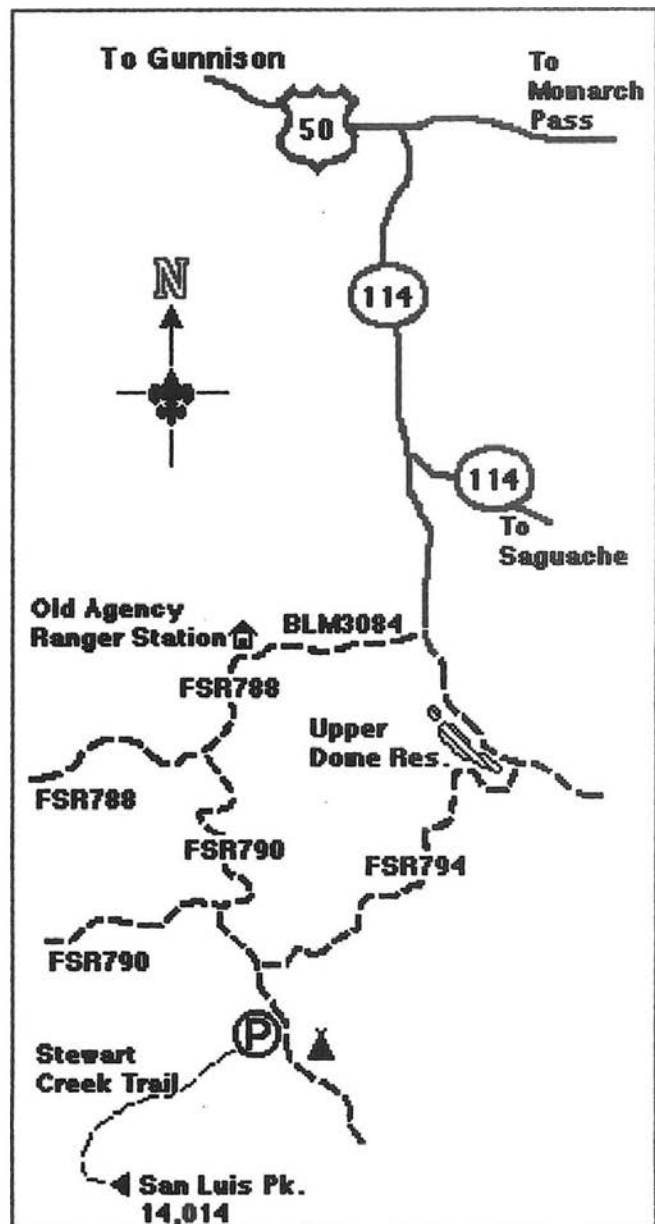 To Gunnison
To
Monarch
Pass
50
N
114
114
To
Saguache
Old Agency
Ranger Station
BLM3084
FSR788
Upper
Dome Res.
FSR788
FSR790
FSR794
FSR790
P
Stewart
Creek Trail
San Luis Pk.
14,014